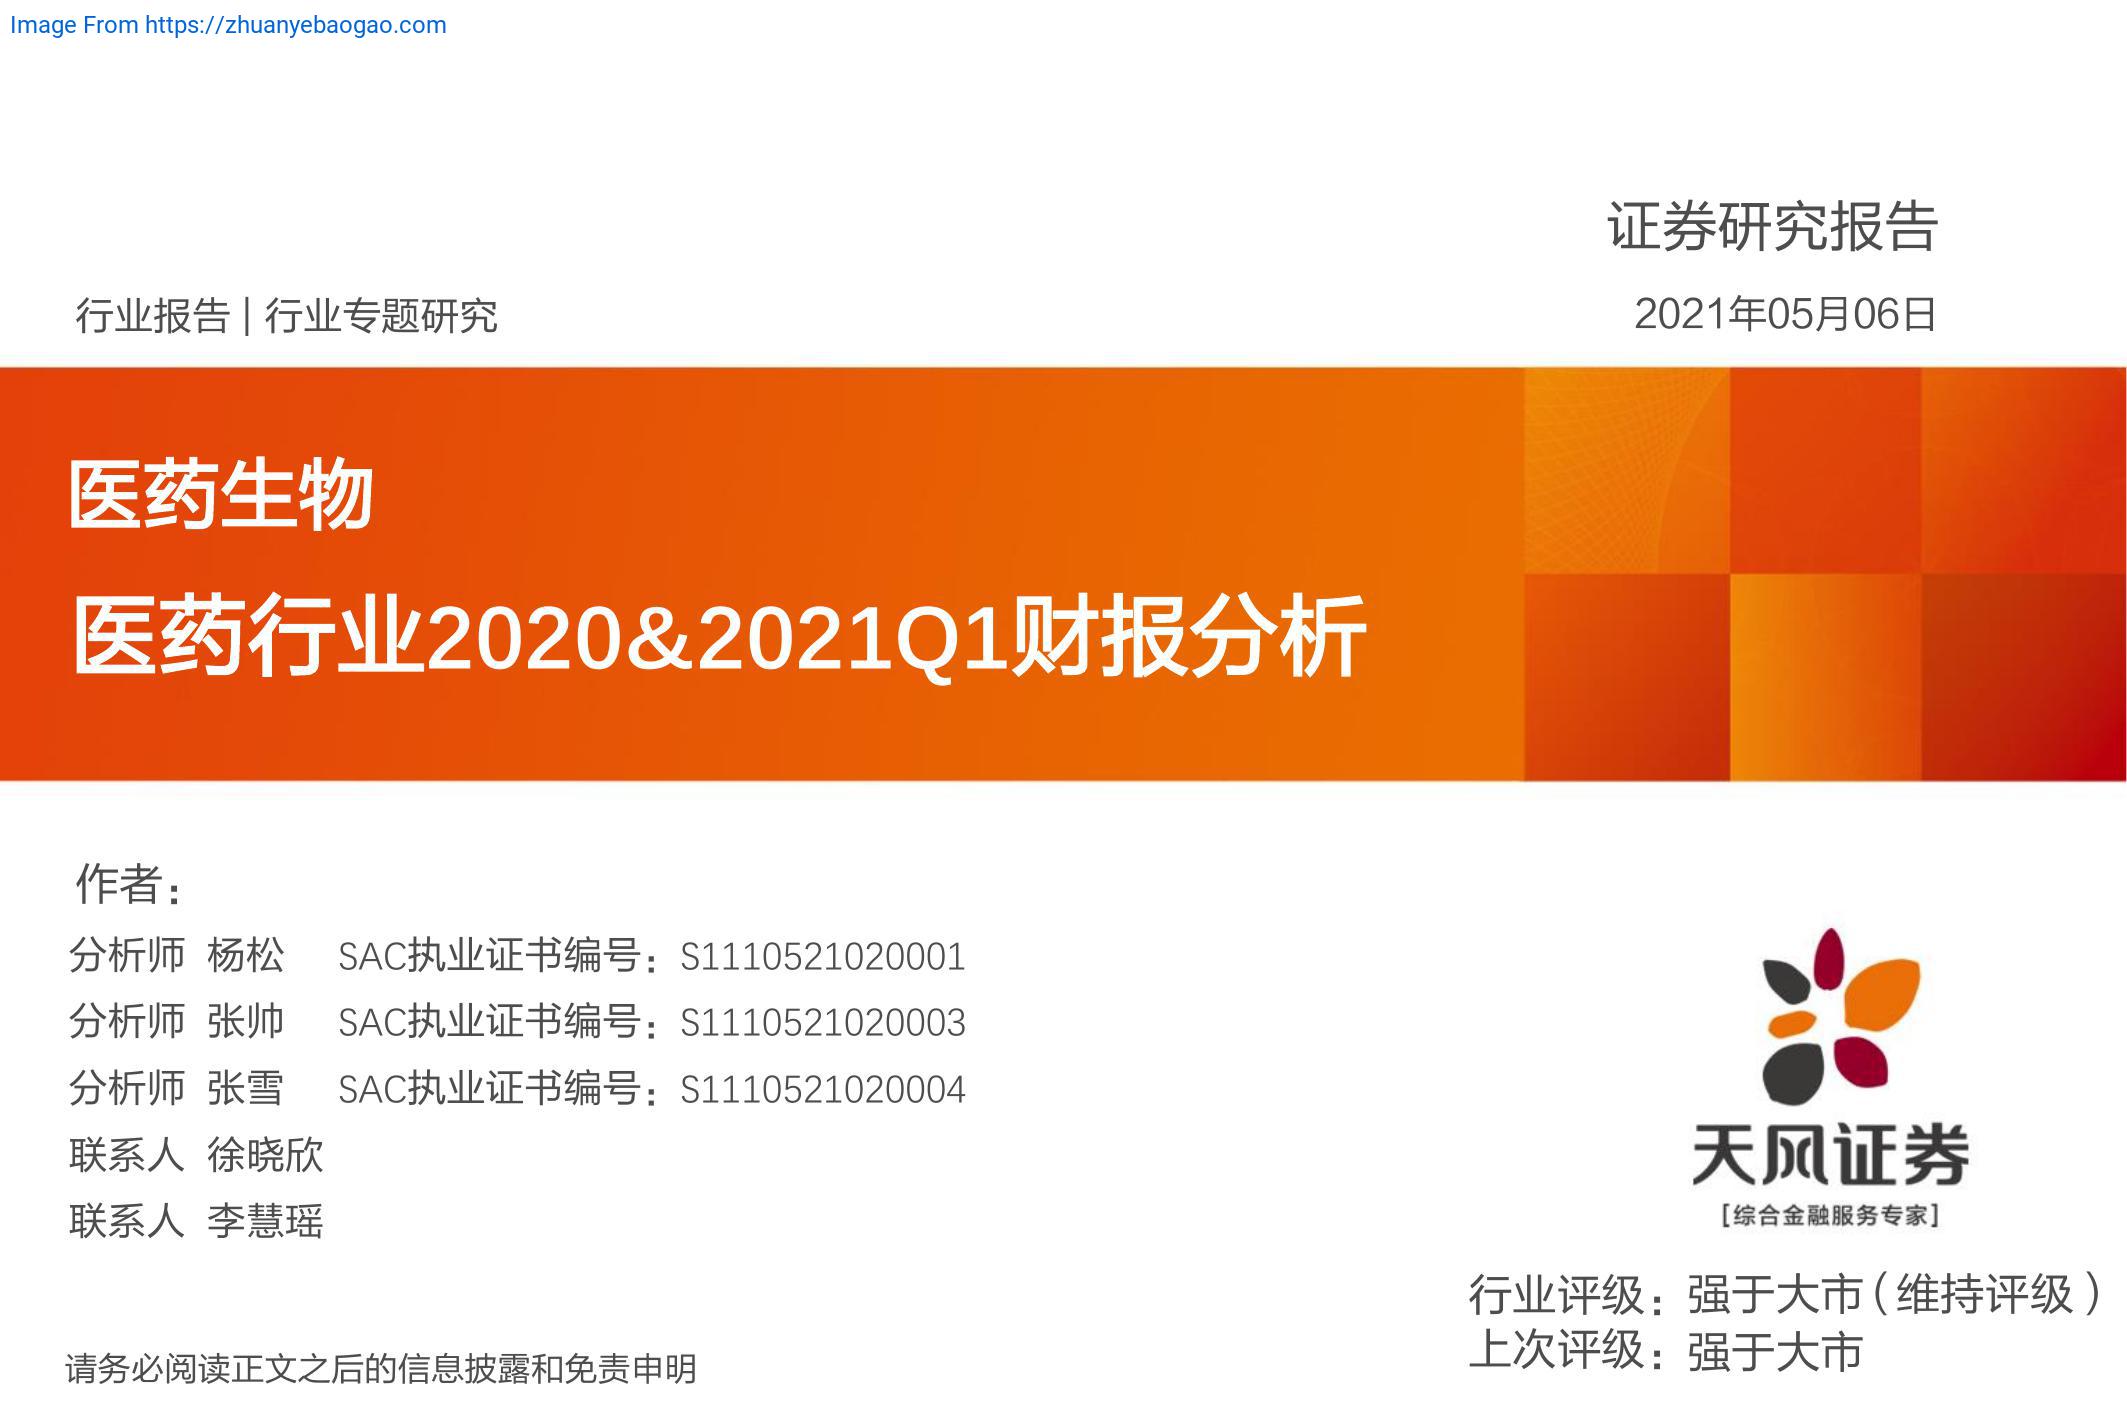 Image From https://zhuanyebaogao.com
证券研究报告
行业报告 | 行业专题研究
2021年05月06日
医药生物
医药行业2020&2021Q1财报分析
作者：
分析师 杨松 SAC执业证书编号：S1110521020001
分析师 张帅 SAC执业证书编号：S1110521020003
分析师 张雪 SAC执业证书编号：S1110521020004
联系人 徐晓欣
联系人 李慧瑶
天风证券
[综合金融服务专家]
行业评级：强于大市（维持评级）
上次评级：强于大市
请务必阅读正文之后的信息披露和免责申明